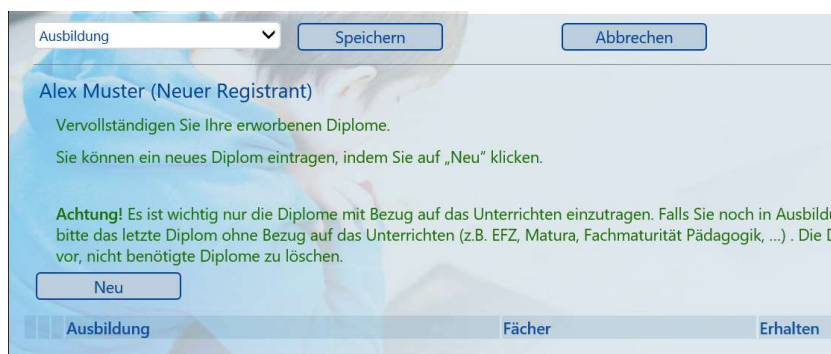 Ausbildung Speichern Abbrechen
Alex Muster (Neuer Registrant)
Vervollständigen Sie Ihre erworbenen Diplome.
Sie können ein neues Diplom eintragen, indem Sie auf „Neu" klicken.
Achtung! Es ist wichtig nur die Diplome mit Bezug auf das Unterrichten einzutragen. Falls Sie noch in
bitte das letzte Diplom ohne Bezug auf das Unterrichten (z.B. EFZ, Matura, Fachmaturität Pädagogik, ...) . Die
vor, nicht benötigte Diplome zu löschen.
Neu
Ausbildung Fächer Erhalten